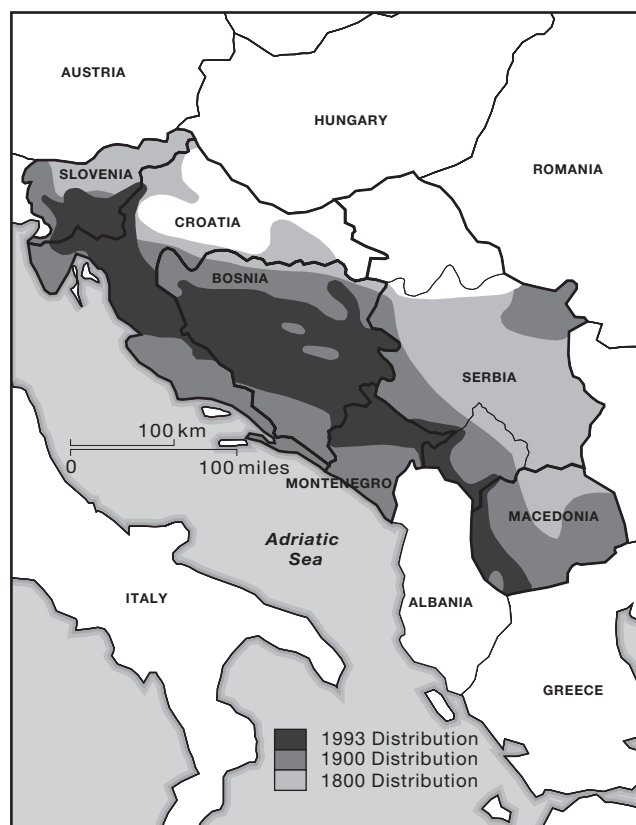 AUSTRIA
HUNGARY
ROMANIA
SLOVENIA
CROATIA
BOSNIA
SERBIA
100 km
0
100 miles
MONTENEGRO
MACEDONIA
Adriatic
Sea
ITALY
ALBANIA
GREECE
1993 Distribution
1900 Distribution
1800 Distribution